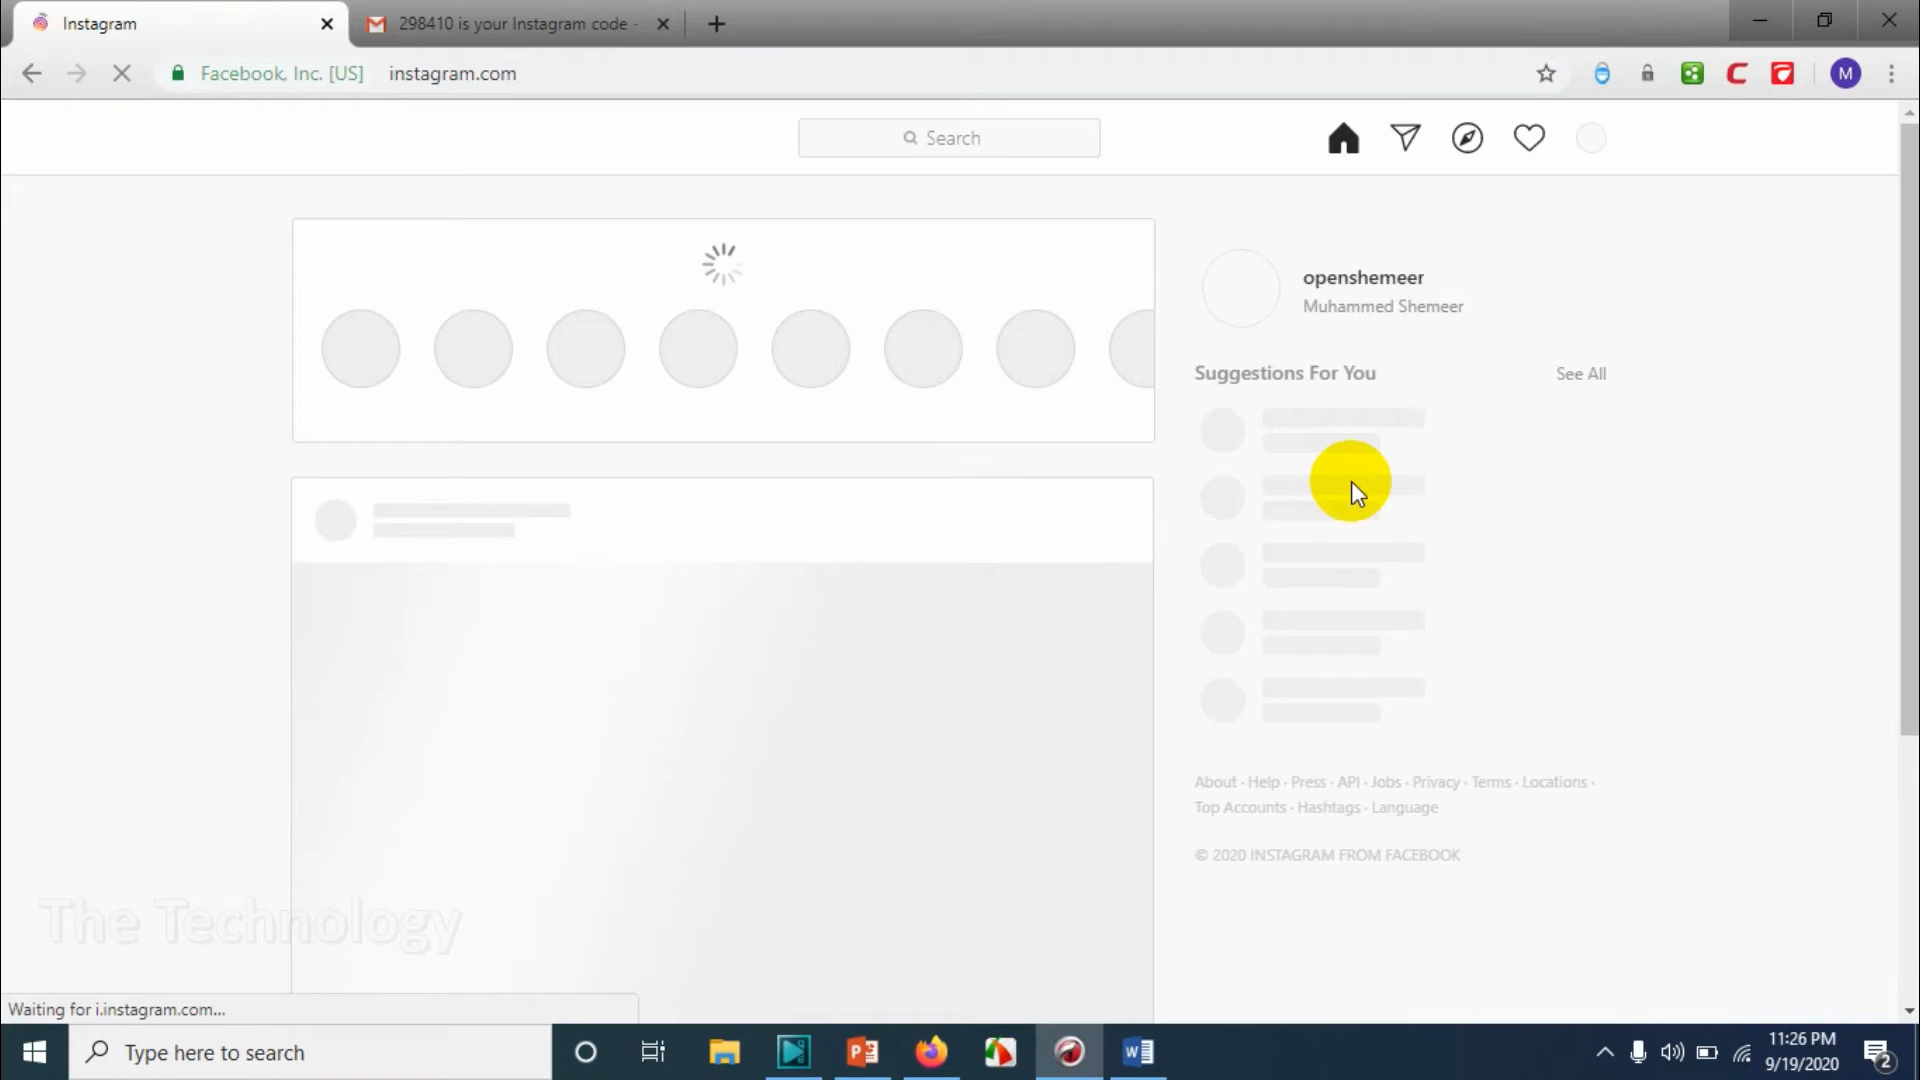 Instagram
298410 is your Instagram code -
Facebook, Inc. [US]
instagram.com
M
Search
openshemeer
Muhammed Shemeer
Suggestions For You
See All
About · Help · Press · API · Jobs · Privacy · Terms · Locations ·
Top Accounts · Hashtags · Language
© 2020 INSTAGRAM FROM FACEBOOK
The Technology
Waiting for i.instagram.com...
Type here to search
11:26 PM
9/19/2020
2